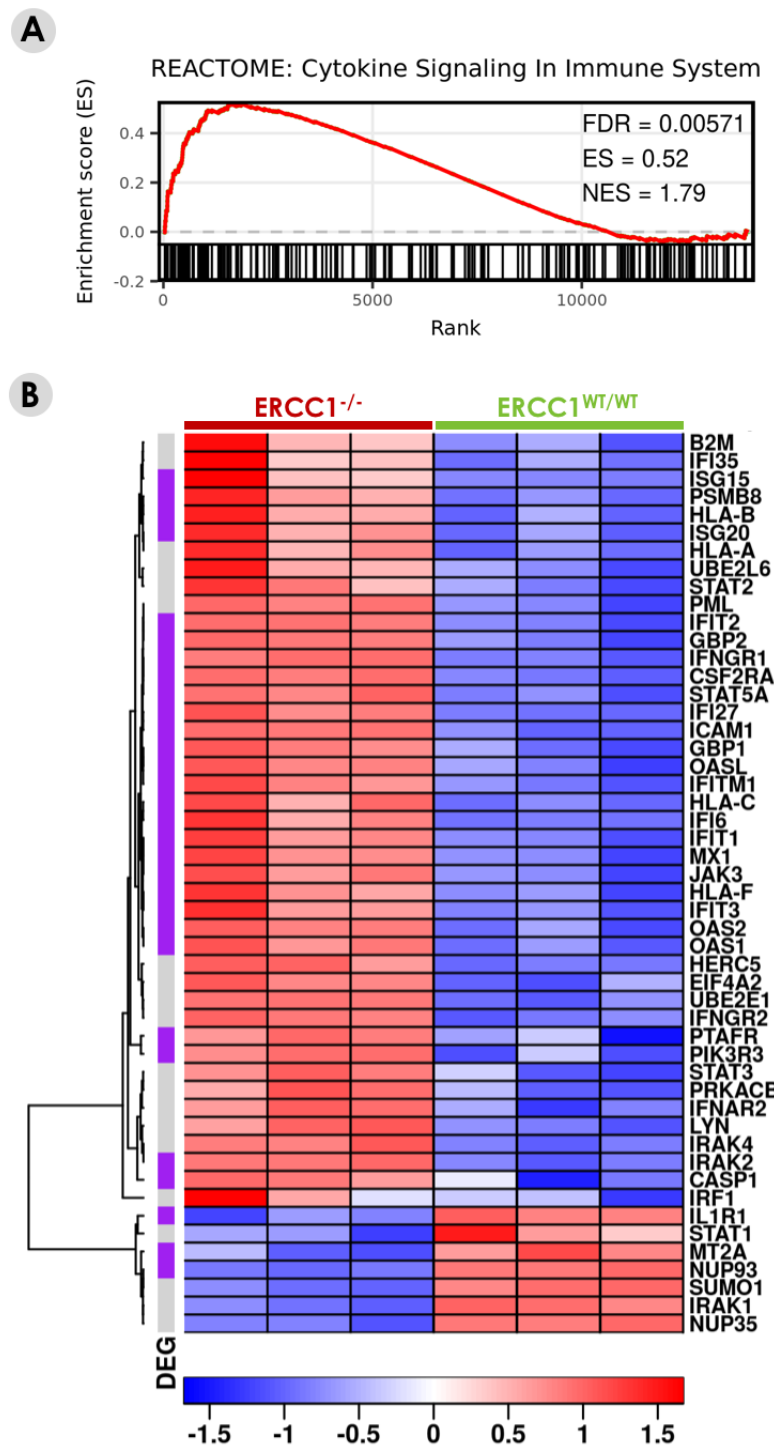 A
REACTOME: Cytokine Signaling In Immune System
Enrichment score (ES)
0.4
0.2
0.0
-0.2
FDR = 0.00571
ES = 0.52
NES = 1.79
0
5000
10000
Rank
B
ERCC1-/-
ERCC1WT/WT
B2M
IFI35
ISG15
PSMB8
HLA-B
ISG20
HLA-A
UBE2L6
STAT2
PML
IFIT2
GBP2
IFNGR1
CSF2RA
STAT5A
IFI27
ICAM1
GBP1
OASL
IFITM1
HLA-C
IFI6
IFIT1
MX1
JAK3
HLA-F
IFIT3
OAS2
OAS1
HERC5
EIF4A2
UBE2E1
IFNGR2
PTAFR
PIK3R3
STAT3
PRKACB
IFNAR2
LYN
IRAK4
IRAK2
CASP1
IRF1
IL1R1
STAT1
MT2A
NUP93
SUMO1
IRAK1
NUP35
DEG
-1.5
-1
-0.5
0
0.5
1
1.5